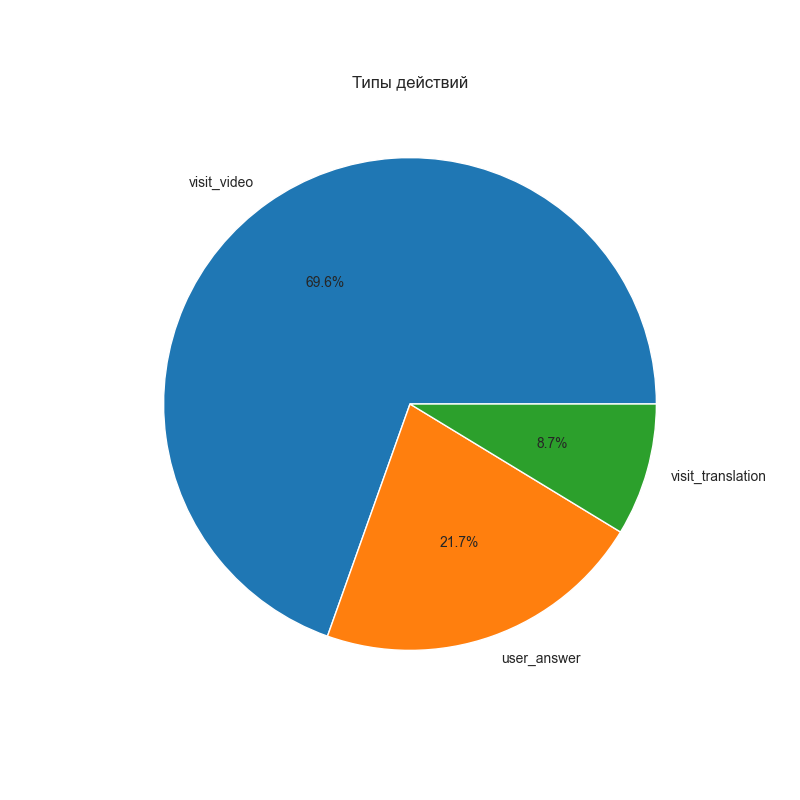 Типы действий
visit_video
69.6%
8.7%
visit_translation
21.7%
user_answer